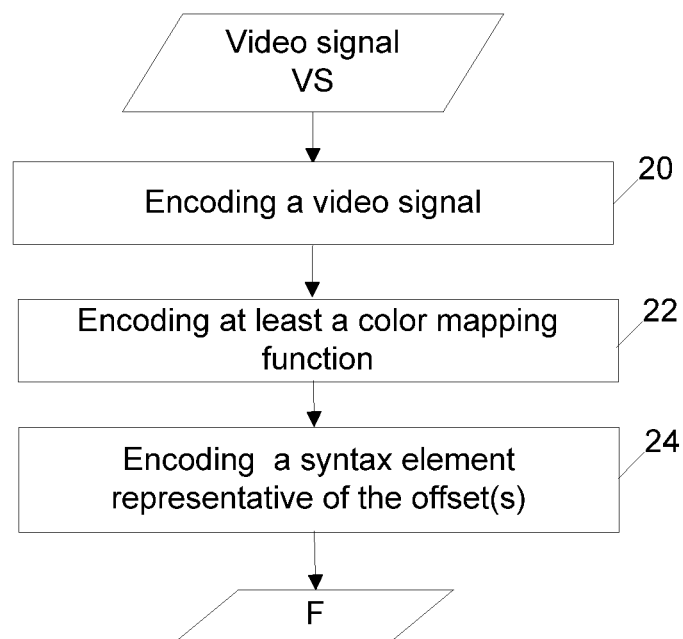 Video signal
VS
20
Encoding a video signal
22
Encoding at least a color mapping
function
24
Encoding a syntax element
representative of the offset(s)
F